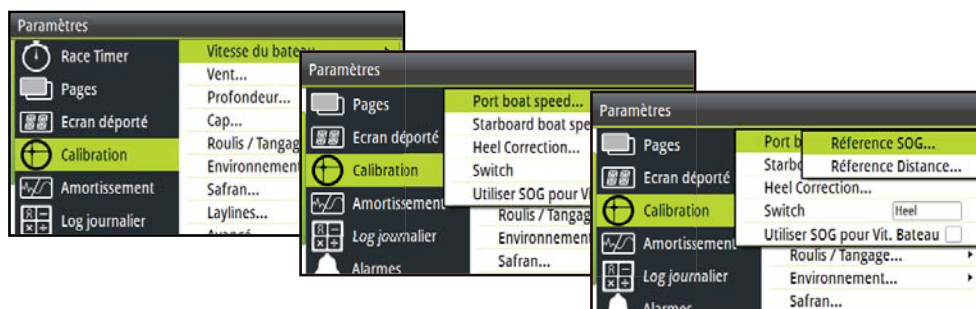 Paramètres
Race Timer
Pages
Ecran déporté
Calibration
Amortissement
Log journalier
Vitesse du bateau
Vent...
Profondeur...
Cap...
Roulis / Tangag
Environnement
Safran...
Laylines...
Paramètres
Pages
Ecran déporté
Calibration
Amortissement
Log journalier
Alarmes
Port boat speed...
Starboard boat spe
Heel Correction...
Switch
Utiliser SOG pour Vi
Roulis / Tangag
Environnement
Safran...
Paramètres
Pages
Ecran déporté
Calibration
Amortissement
Log journalier
Port b
Starbo
Heel Correction...
Switch
Heel
Utiliser SOG pour Vit. Bateau
Roulis / Tangage...
Environnement...
Safran...
Réference SOG...
Réference Distance...